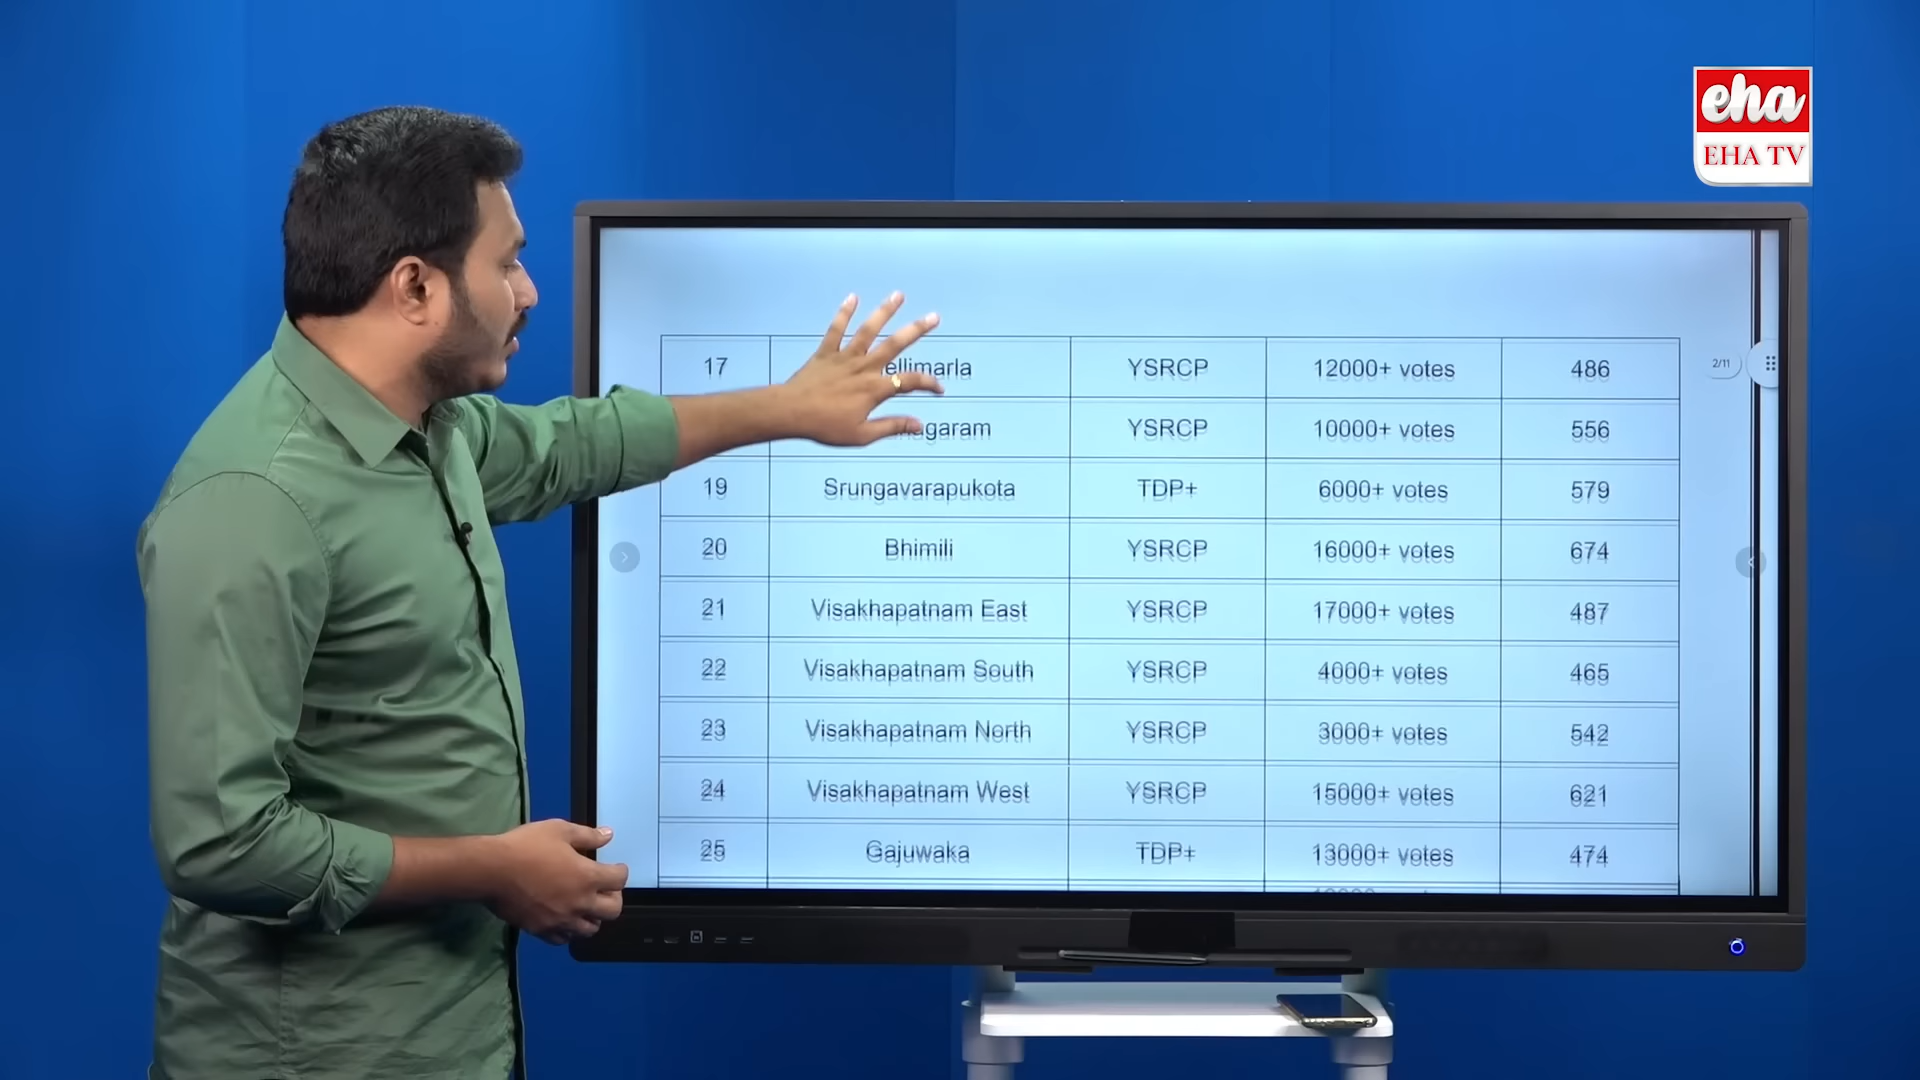 eha
EHA TV
17 ellimarla YSRCP 12000+ votes 486
agaram YSRCP 10000+ votes 556
2/11
19 Srungavarapukota TDP+ 6000+ votes 579
20 Bhimili YSRCP 16000+ votes 674
21 Visakhapatnam East YSRCP 17000+ votes 487
22 Visakhapatnam South YSRCP 4000+ votes 465
23 Visakhapatnam North YSRCP 3000+ votes 542
24 Visakhapatnam West YSRCP 15000+ votes 621
25 Gajuwaka TDP+ 13000+ votes 474